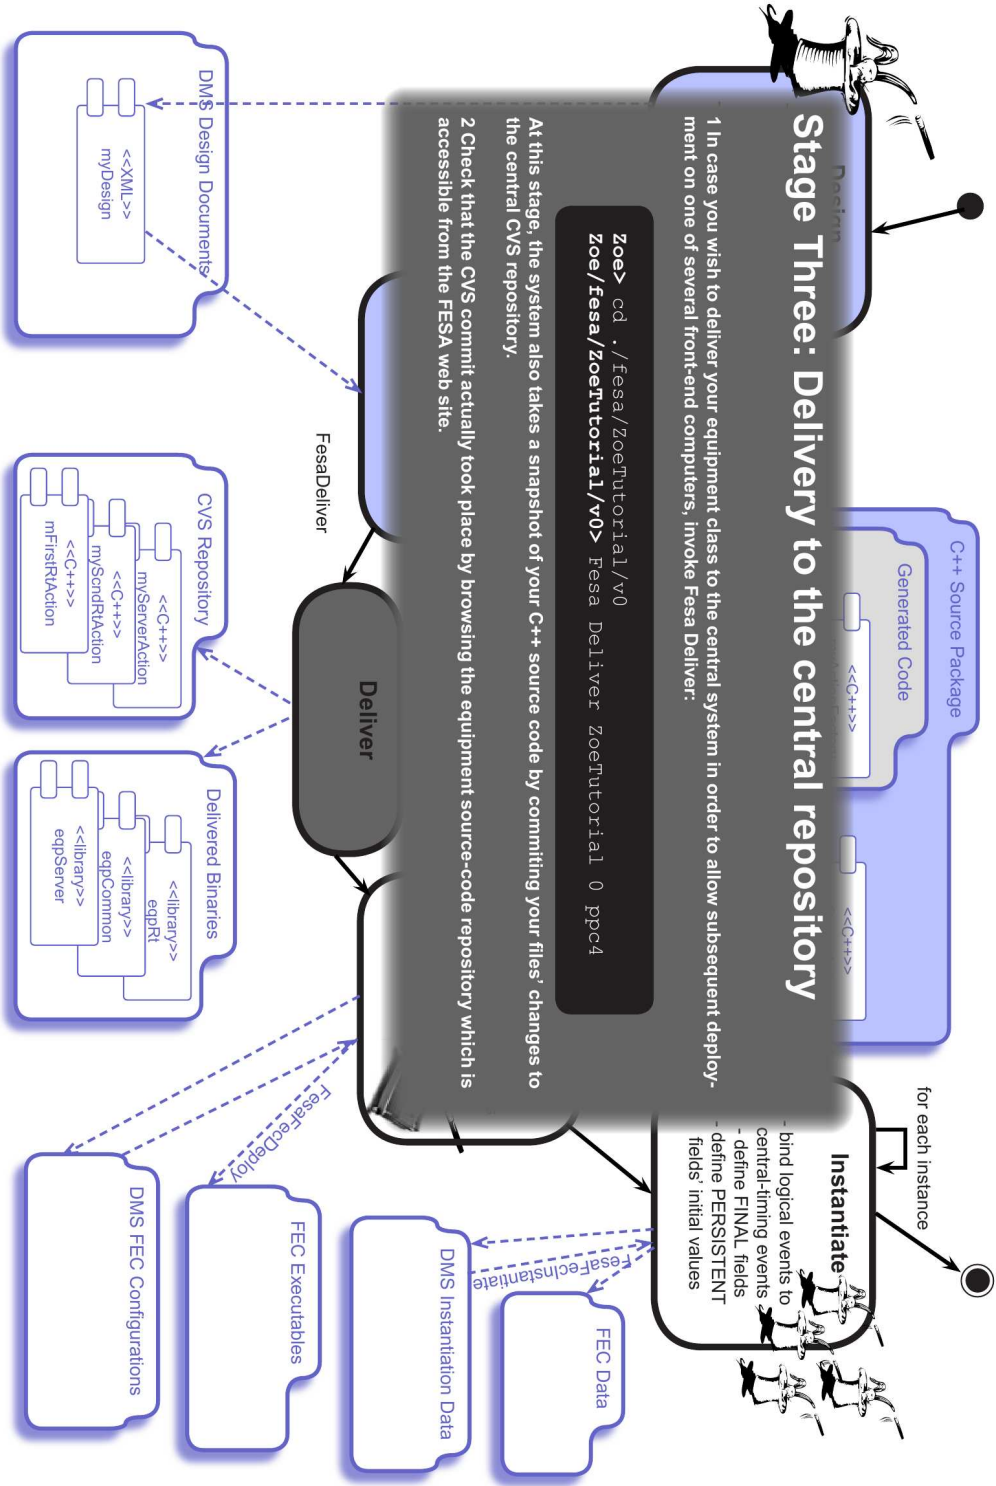 Design
Stage Three: Delivery to the central repository
1 In case you wish to deliver your equipment class to the central system in order to allow subsequent deploy-
ment on one of several front-end computers, invoke Fesa Deliver:
Zoe> cd ./fesa/ZoeTutorial/v0
Zoe/fesa/ZoeTutorial/v0> Fesa Deliver ZoeTutorial 0 ppc4
At this stage, the system also takes a snapshot of your C++ source code by commiting your files' changes to
the central CVS repository.
2 Check that the CVS commit actually took place by browsing the equipment source-code repository which is
accessible from the FESA web site.
C++ Source Package
Generated Code
<<C++>>
<<C++>>
for each instance
Instantiate
- bind logical events to
central-timing events
- define FINAL fields
- define PERSISTENT
fields' initial values
FesaDeliver
Deliver
FesaFecDeploy
FesaFecInstantiate
DMS Design Documents
<<XML>>
myDesign
CVS Repository
<<C++>>
myServerAction
<<C++>>
myScndRtAction
<<C++>>
mFirstRtAction
Delivered Binaries
<<library>>
eqpRt
<<library>>
eqpCommon
<<library>>
eqpServer
FEC Data
DMS Instantiation Data
FEC Executables
DMS FEC Configurations